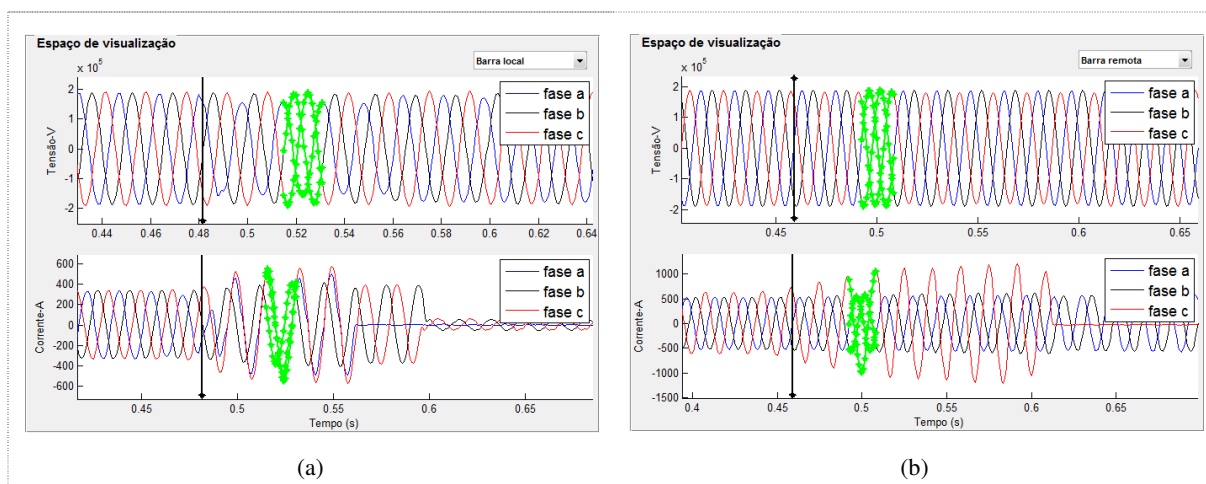 Espaço de visualização
Barra local
x 10^5
Tensão-V
2
1
0
-1
-2
fase a
fase b
fase c
0.44 0.46 0.48 0.5 0.52 0.54 0.56 0.58 0.6 0.62 0.64
Corrente-A
600
400
200
0
-200
-400
-600
fase a
fase b
fase c
0.45 0.5 0.55 0.6 0.65
Tempo (s)
(a)
Espaço de visualização
Barra remota
x 10^5
Tensão-V
2
1
0
-1
-2
fase a
fase b
fase c
0.45 0.5 0.55 0.6 0.65
Corrente-A
1000
500
0
-500
-1000
-1500
fase a
fase b
fase c
0.4 0.45 0.5 0.55 0.6 0.65
Tempo (s)
(b)